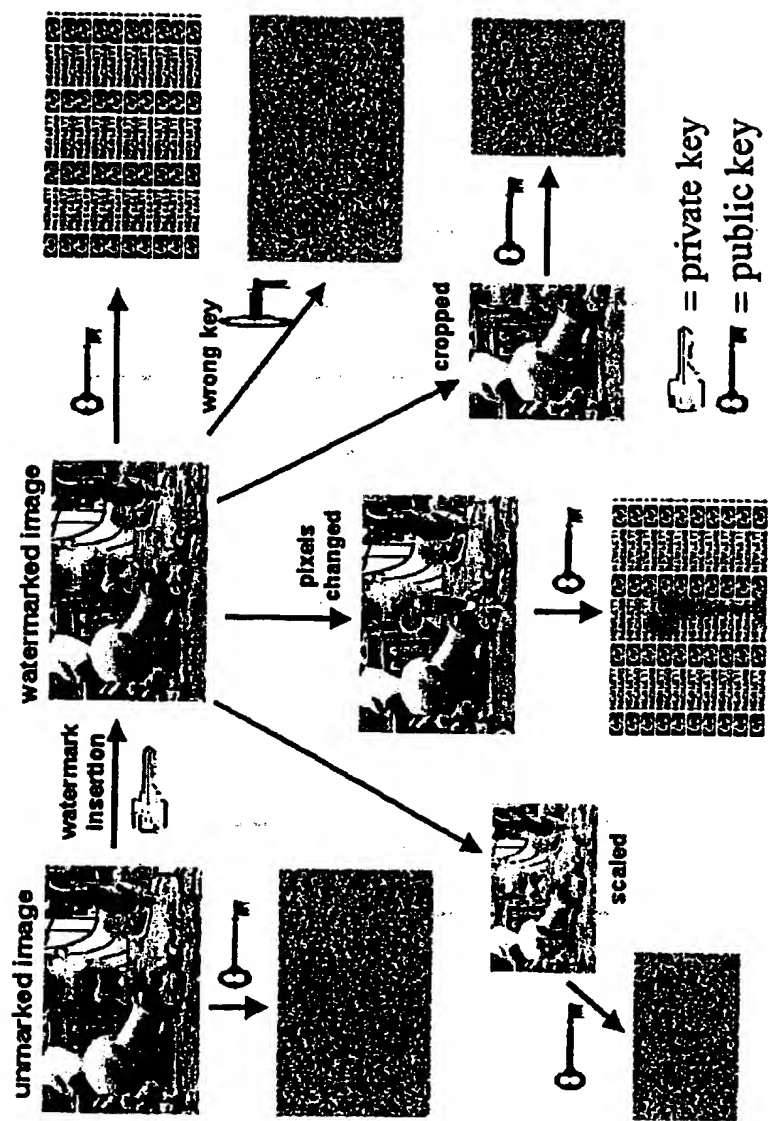 unmarked image
watermark
insertion
watermarked image
wrong key
pixels
changed
cropped
scaled
= private key
= public key